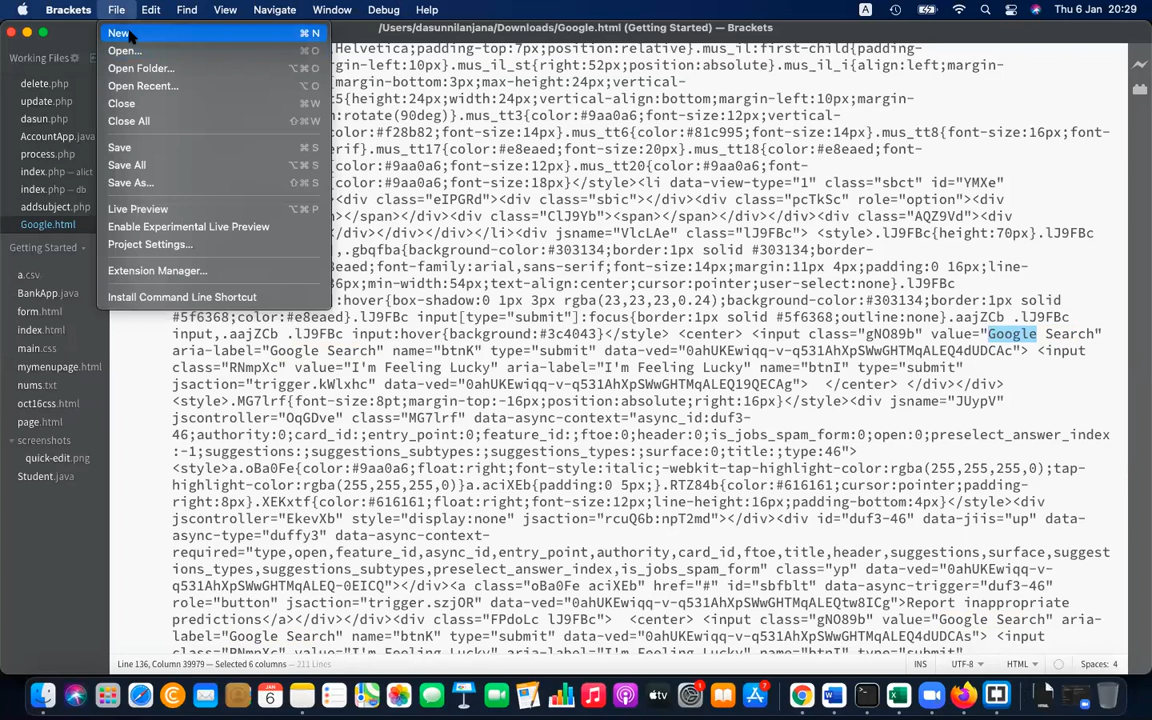 Brackets File Edit Find View Navigate Window Debug Help A Thu 6 Jan 20:29
/Users/dasunnilanjana/Downloads/Google.html (Getting Started) — Brackets
Working Files
delete.php
update.php
dasun.php
AccountApp.java
process.php
index.php — alict
index.php — db
addsubject.php
Google.html
Getting Started
a.csv
BankApp.java
form.html
index.html
main.css
mymenupage.html
nums.txt
oct16css.html
page.html
screenshots
quick-edit.png
Student.java
New ⌘ N
Open... ⌘ O
Open Folder... ⌥⌘ O
Open Recent... ⌥ O
Close ⌘ W
Close All ⇧⌘ W
Save ⌘ S
Save All ⌥⌘ S
Save As... ⇧⌘ S
Live Preview ⌥⌘ P
Enable Experimental Live Preview
Project Settings...
Extension Manager...
Install Command Line Shortcut
Helvetica;padding-top:7px;position:relative}.mus_il:first-child{padding-
left:10px}.mus_il_st{right:52px;position:absolute}.mus_il_i{align:left;margin-
bottom:3px;max-height:24px;vertical-
t5{height:24px;width:24px;vertical-align:bottom;margin-left:10px;margin-
:rotate(90deg)}.mus_tt3{color:#9aa0a6;vertical-
color:#f28b82;font-size:14px}.mus_tt6{color:#81c995;font-size:14px}.mus_tt8{font-size:16px;font-
.mus_tt17{color:#e8eaed;font-size:20px}.mus_tt18{color:#e8eaed;font-
:#9aa0a6;font-size:12px}.mus_tt20{color:#9aa0a6;font-
size:18px}</style><li data-view-type="1" class="sbct" id="YMXe"
ore"><div class="eIPGRd"><div class="sbic"></div><div class="pcTkSc" role="option"><div
></span></div><div class="ClJ9Yb"><span></span></div></div><div class="AQZ9Vd"><div
v></div></li><div jsname="VlcLAe" class="lJ9FBc"> <style>.lJ9FBc{height:70px}.lJ9FBc
,.gbqfba{background-color:#303134;border:1px solid #303134;border-
eaed;font-family:arial,sans-serif;margin:11px 4px;padding:0 16px;line-
idth:54px;text-align:center;cursor:pointer;user-select:none}.lJ9FBc
:hover{box-shadow:0 1px 3px rgba(23,23,23,0.24);background-color:#303134;border:1px solid
#5f6368;color:#e8eaed}.lJ9FBc input[type="submit"]:focus{border:1px solid #5f6368;outline:none}.aajZCb .lJ9FBc
input,.aajZCb .lJ9FBc input:hover{background:#3c4043}</style> <center> <input class="gNO89b" value="Google Search"
aria-label="Google Search" name="btnK" type="submit" data-ved="0ahUKEwiqq-v-q531AhXpSWwGHTMqALEQ4dUDCAc"> <input
class="RNmpXc" value="I'm Feeling Lucky" aria-label="I'm Feeling Lucky" name="btnI" type="submit"
jsaction="trigger.kWlxhc" data-ved="0ahUKEwiqq-v-q531AhXpSWwGHTMqALEQ19QECAg"> </center> </div></div>
<style>.MG7lrf{font-size:8pt;margin-top:-16px;position:absolute;right:16px}</style><div jsname="JUypV"
jscontroller="OqGDve" class="MG7lrf" data-async-context="async_id:duf3-
46;authority:0;card_id:;entry_point:0;feature_id:;ftoe:0;header:0;is_jobs_spam_form:0;open:0;preselect_answer_index
:-1;suggestions:;suggestions_subtypes:;suggestions_types:;surface:0;title:;type:46">
<style>a.oBa0Fe{color:#9aa0a6;float:right;font-style:italic;-webkit-tap-highlight-color:rgba(255,255,255,0);tap-
highlight-color:rgba(255,255,255,0)}a.aciXEb{padding:0 5px;}.RTZ84b{color:#616161;cursor:pointer;padding-
right:8px}.XEKxtf{color:#616161;float:right;font-size:12px;line-height:16px;padding-bottom:4px}</style><div
jscontroller="EkevXb" style="display:none" jsaction="rcuQ6b:npT2md"></div><div id="duf3-46" data-jiis="up" data-
async-type="duffy3" data-async-context-
required="type,open,feature_id,async_id,entry_point,authority,card_id,ftoe,title,header,suggestions,surface,suggest
ions_types,suggestions_subtypes,preselect_answer_index,is_jobs_spam_form" class="yp" data-ved="0ahUKEwiqq-v-
q531AhXpSWwGHTMqALEQ-0EICQ"></div><a class="oBa0Fe aciXEb" href="#" id="sbfblt" data-async-trigger="duf3-46"
role="button" jsaction="trigger.szjOR" data-ved="0ahUKEwiqq-v-q531AhXpSWwGHTMqALEQtw8ICg">Report inappropriate
predictions</a></div></div><div class="FPdoLc lJ9FBc"> <center> <input class="gNO89b" value="Google Search" aria-
label="Google Search" name="btnK" type="submit" data-ved="0ahUKEwiqq-v-q531AhXpSWwGHTMqALEQ4dUDCAs"> <input
class="RNmpXc" value="I'm Feeling Lucky" aria-label="I'm Feeling Lucky" name="btnI" type="submit"
Line 136, Column 39979 — Selected 6 columns — 211 Lines INS UTF-8 HTML Spaces: 4
JAN
6
tv
1
7